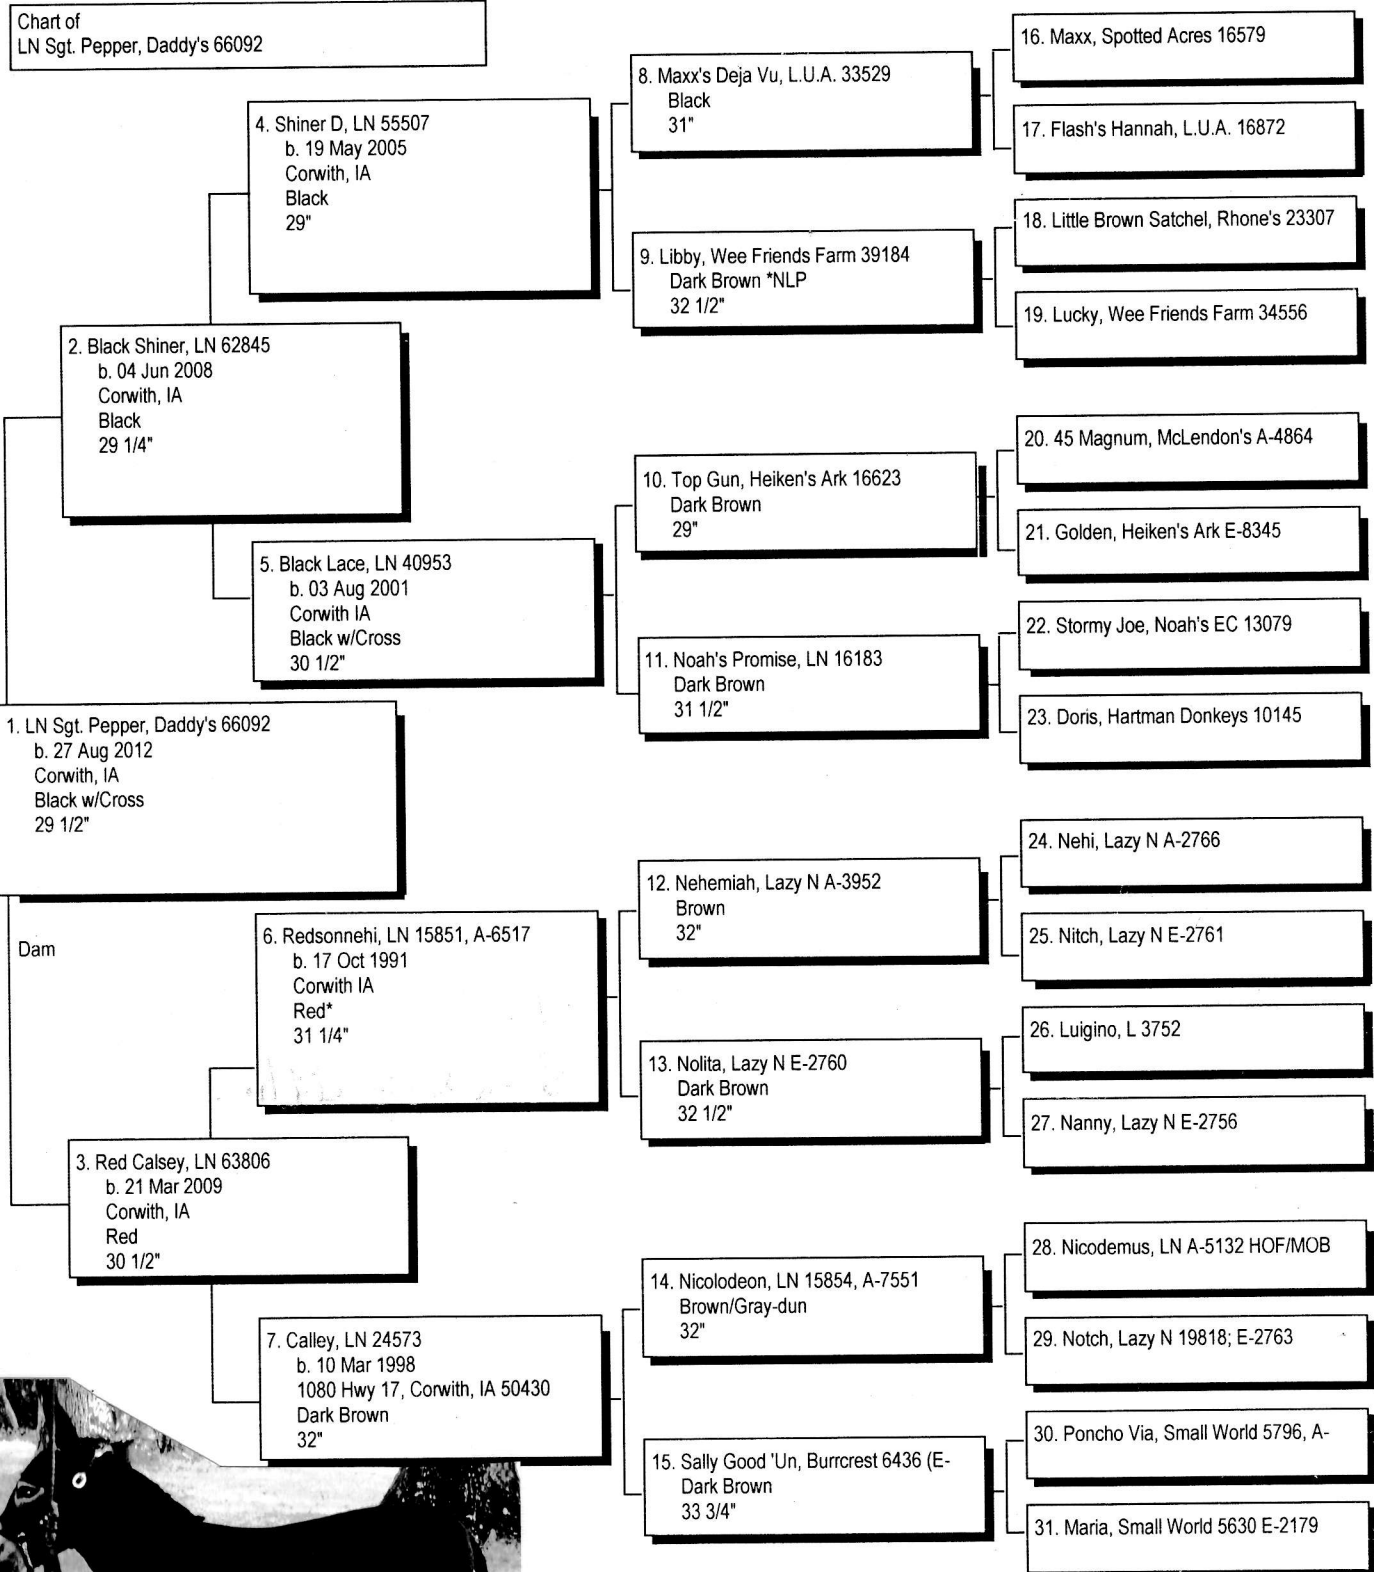 Chart of
LN Sgt. Pepper, Daddy's 66092
1. LN Sgt. Pepper, Daddy's 66092
b. 27 Aug 2012
Corwith, IA
Black w/Cross
29 1/2"
Dam
2. Black Shiner, LN 62845
b. 04 Jun 2008
Corwith, IA
Black
29 1/4"
3. Red Calsey, LN 63806
b. 21 Mar 2009
Corwith, IA
Red
30 1/2"
4. Shiner D, LN 55507
b. 19 May 2005
Corwith, IA
Black
29"
5. Black Lace, LN 40953
b. 03 Aug 2001
Corwith IA
Black w/Cross
30 1/2"
6. Redsonnehi, LN 15851, A-6517
b. 17 Oct 1991
Corwith IA
Red*
31 1/4"
7. Calley, LN 24573
b. 10 Mar 1998
1080 Hwy 17, Corwith, IA 50430
Dark Brown
32"
8. Maxx's Deja Vu, L.U.A. 33529
Black
31"
9. Libby, Wee Friends Farm 39184
Dark Brown *NLP
32 1/2"
10. Top Gun, Heiken's Ark 16623
Dark Brown
29"
11. Noah's Promise, LN 16183
Dark Brown
31 1/2"
12. Nehemiah, Lazy N A-3952
Brown
32"
13. Nolita, Lazy N E-2760
Dark Brown
32 1/2"
14. Nicolodeon, LN 15854, A-7551
Brown/Gray-dun
32"
15. Sally Good 'Un, Burrcrest 6436 (E-
Dark Brown
33 3/4"
16. Maxx, Spotted Acres 16579
17. Flash's Hannah, L.U.A. 16872
18. Little Brown Satchel, Rhone's 23307
19. Lucky, Wee Friends Farm 34556
20. 45 Magnum, McLendon's A-4864
21. Golden, Heiken's Ark E-8345
22. Stormy Joe, Noah's EC 13079
23. Doris, Hartman Donkeys 10145
24. Nehi, Lazy N A-2766
25. Nitch, Lazy N E-2761
26. Luigino, L 3752
27. Nanny, Lazy N E-2756
28. Nicodemus, LN A-5132 HOF/MOB
29. Notch, Lazy N 19818; E-2763
30. Poncho Via, Small World 5796, A-
31. Maria, Small World 5630 E-2179